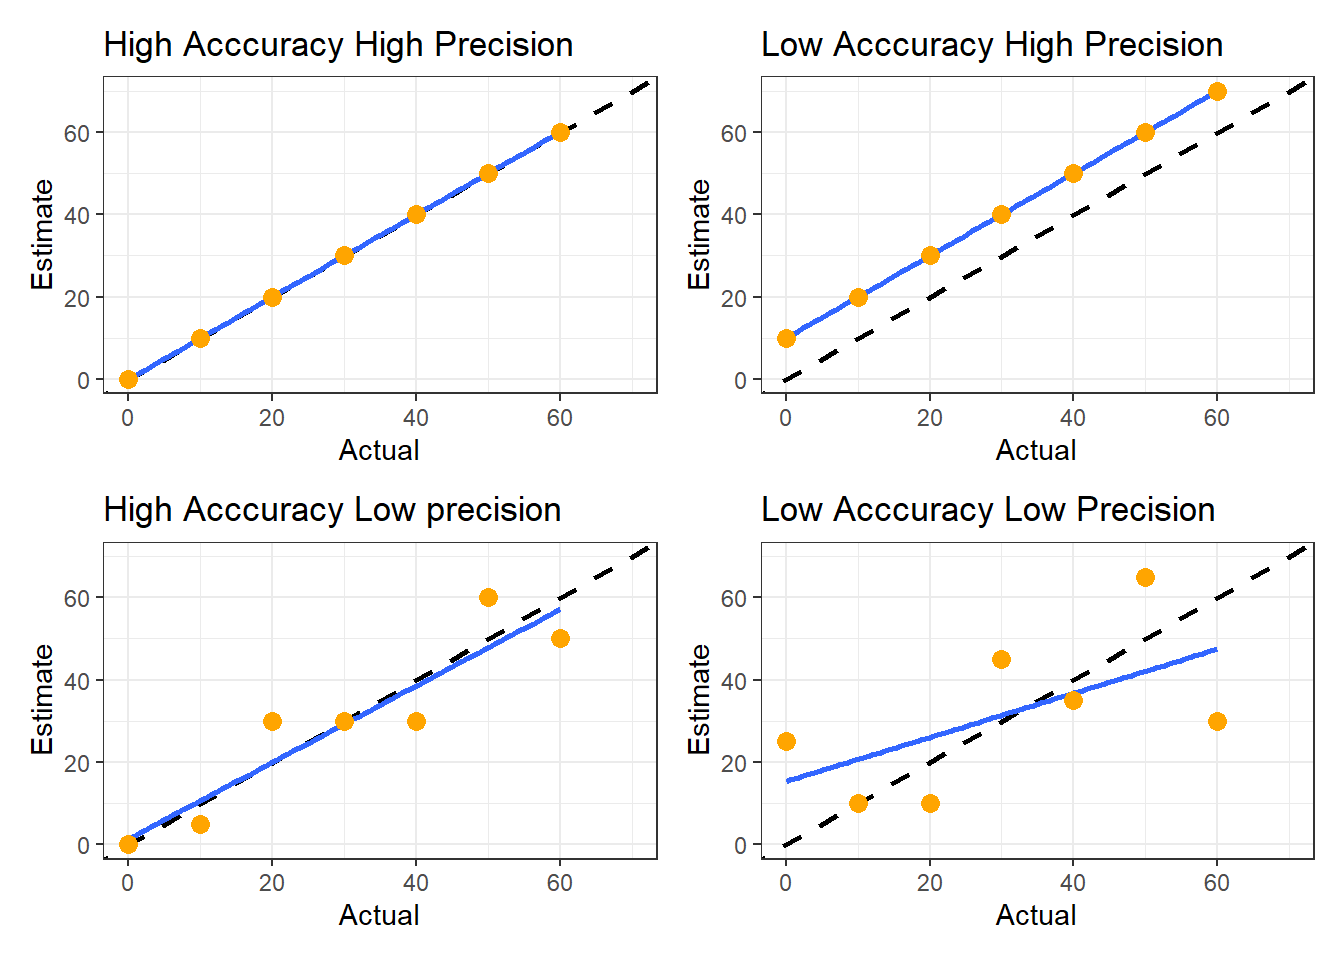 High Acccuracy High Precision
60
40
20
0
Estimate
0 20 40 60
Actual
Low Acccuracy High Precision
60
40
20
0
Estimate
0 20 40 60
Actual
High Acccuracy Low precision
60
40
20
0
Estimate
0 20 40 60
Actual
Low Acccuracy Low Precision
60
40
20
0
Estimate
0 20 40 60
Actual